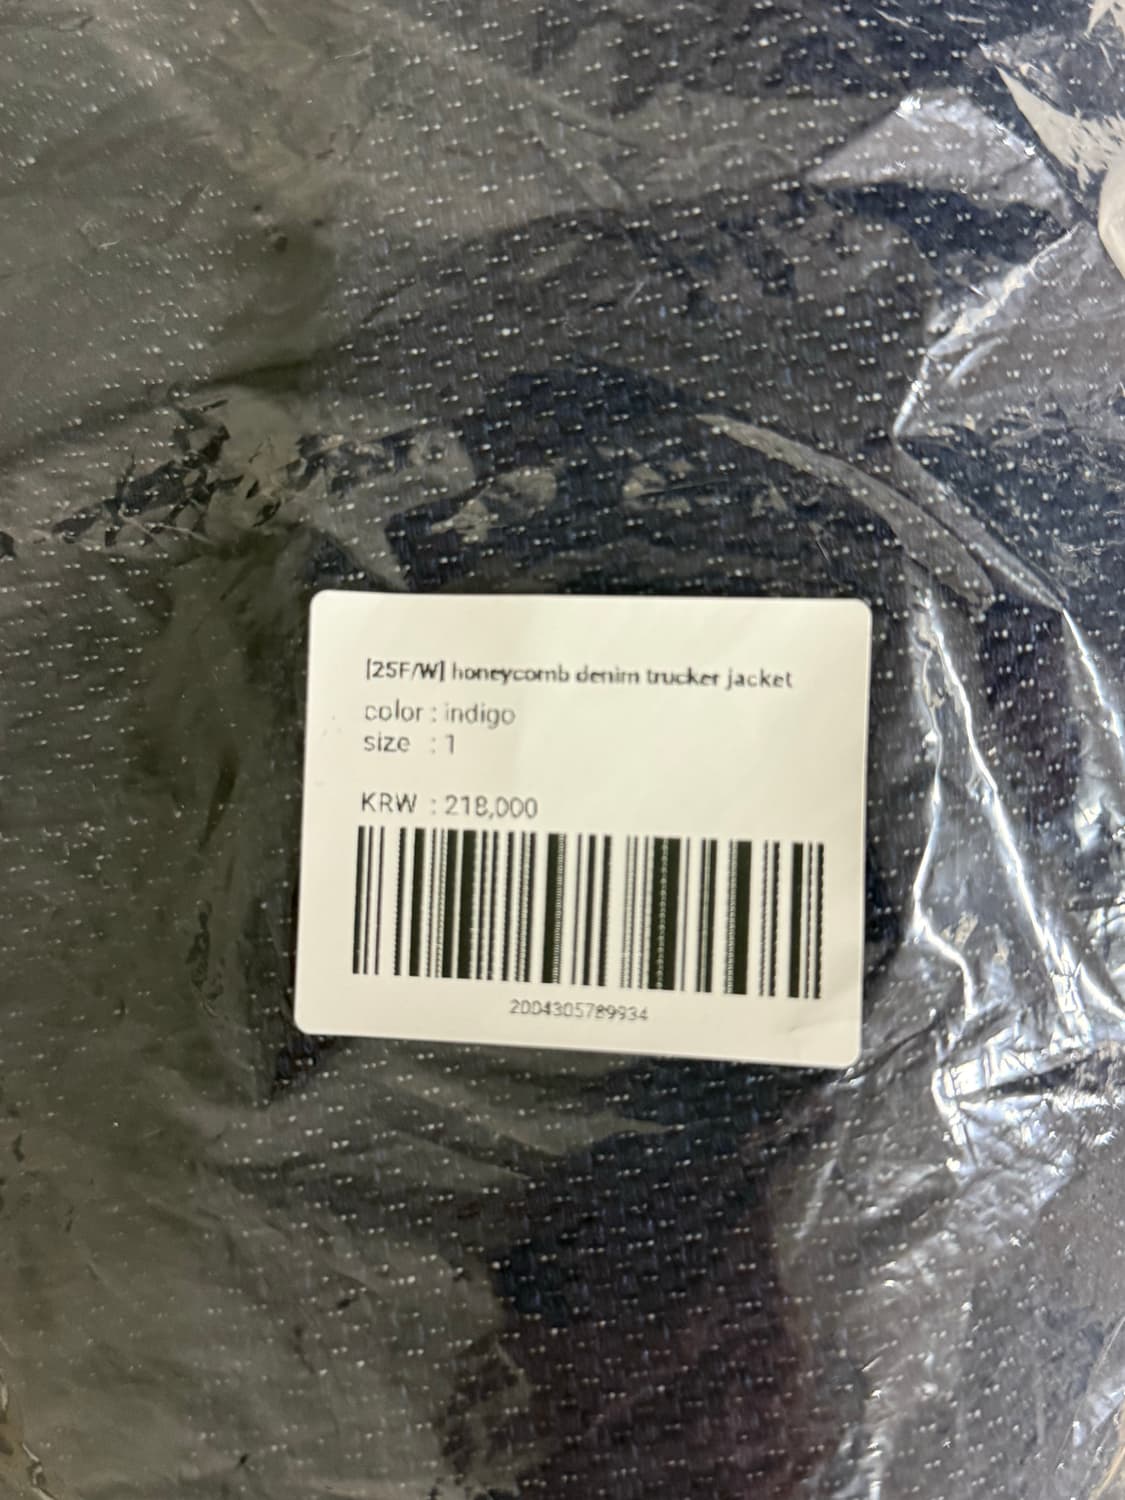 [25F/W] honeycomb denim trucker jacket
color : indigo
size : 1
KRW : 218,000
2004305789934